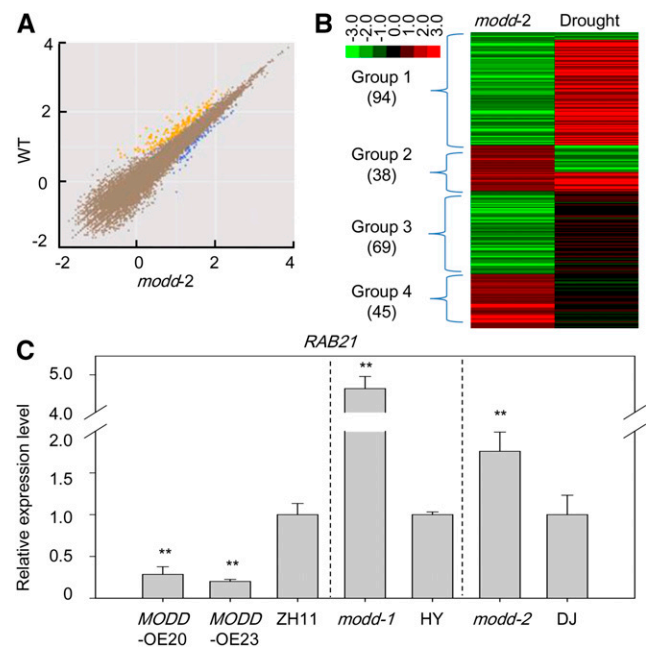 A
4
2
0
-2
WT
-2 0 2 4
modd-2
B
-3.0 -2.0 -1.0 0.0 1.0 2.0 3.0
modd-2 Drought
Group 1
(94)
Group 2
(38)
Group 3
(69)
Group 4
(45)
C
RAB21
Relative expression level
5.0
4.0
2.0
1.5
1.0
0.5
0
**
**
**
**
MODD
-OE20
MODD
-OE23
ZH11
modd-1
HY
modd-2
DJ